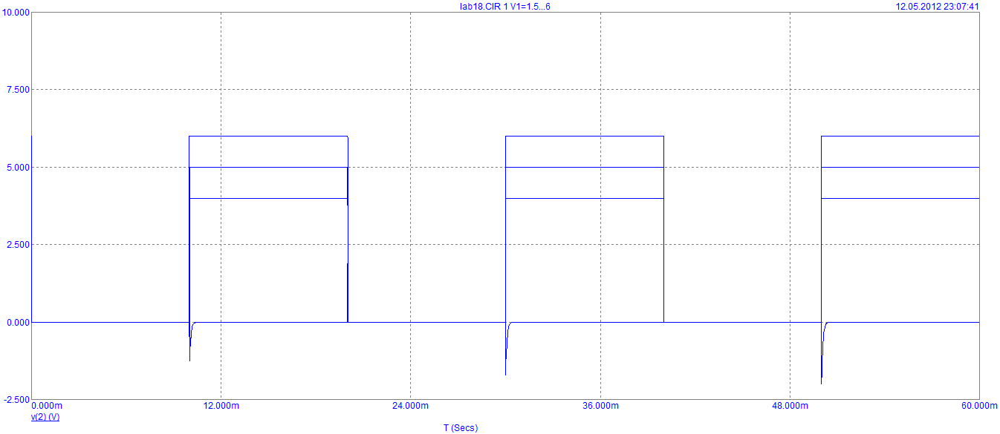 lab18.CIR 1 V1=1.5...6
12.05.2012 23:07:41
10.000
7.500
5.000
2.500
0.000
-2.500
0.000m 12.000m 24.000m 36.000m 48.000m 60.000m
v(2) (V)
T (Secs)